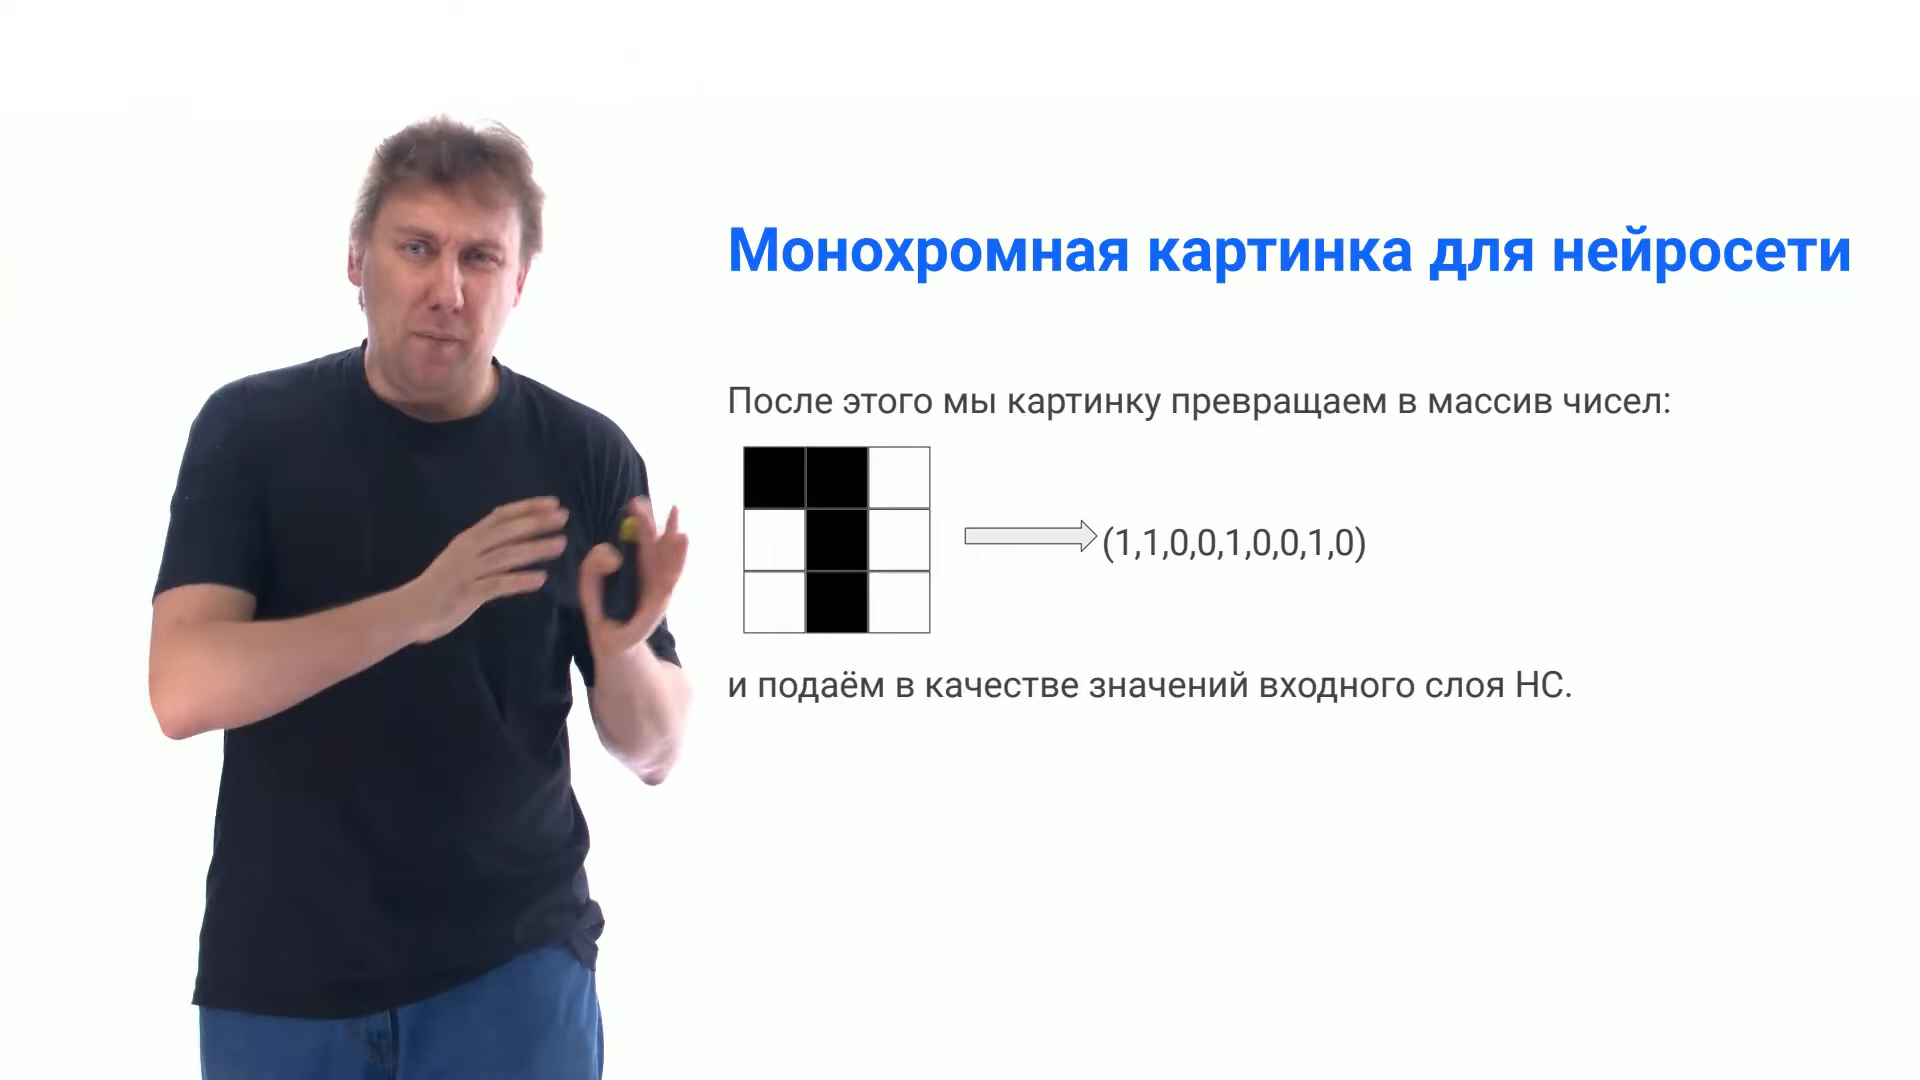 Монохромная картинка для нейросети
После этого мы картинку превращаем в массив чисел:
(1,1,0,0,1,0,0,1,0)
и подаём в качестве значений входного слоя НС.